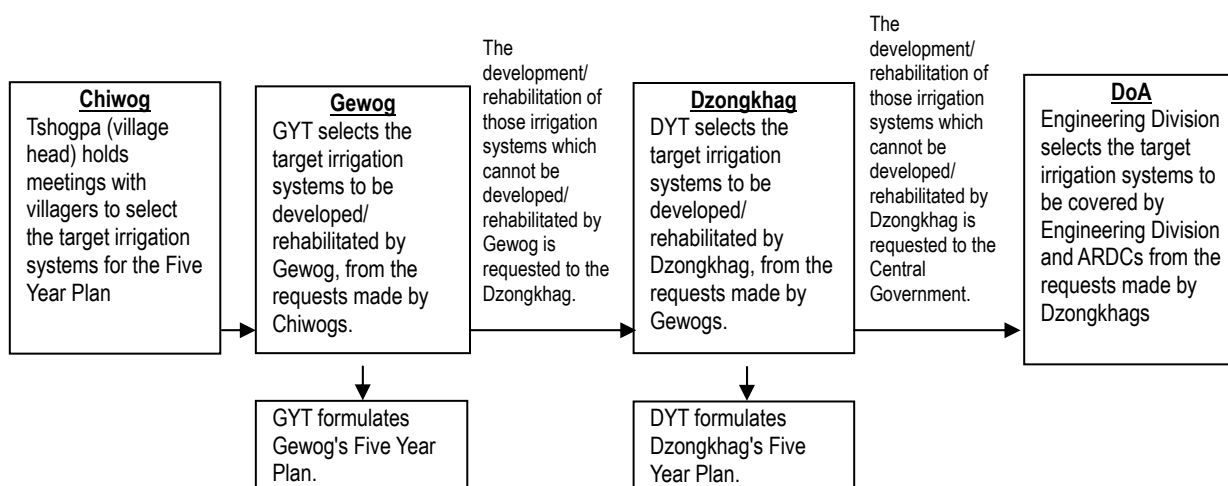 Chiwog
Tshogpa (village
head) holds
meetings with
villagers to select
the target irrigation
systems for the Five
Year Plan
Gewog
GYT selects the
target irrigation
systems to be
developed/
rehabilitated by
Gewog, from the
requests made by
Chiwogs.
GYT formulates
Gewog's Five Year
Plan.
The
development/
rehabilitation of
those irrigation
systems which
cannot be
developed/
rehabilitated by
Gewog is
requested to the
Dzongkhag.
Dzongkhag
DYT selects the
target irrigation
systems to be
developed/
rehabilitated by
Dzongkhag, from the
requests made by
Gewogs.
DYT formulates
Dzongkhag's Five
Year Plan.
The
development/
rehabilitation of
those irrigation
systems which
cannot be
developed/
rehabilitated by
Dzongkhag is
requested to the
Central
Government.
DoA
Engineering Division
selects the target
irrigation systems to
be covered by
Engineering Division
and ARDCs from the
requests made by
Dzongkhags